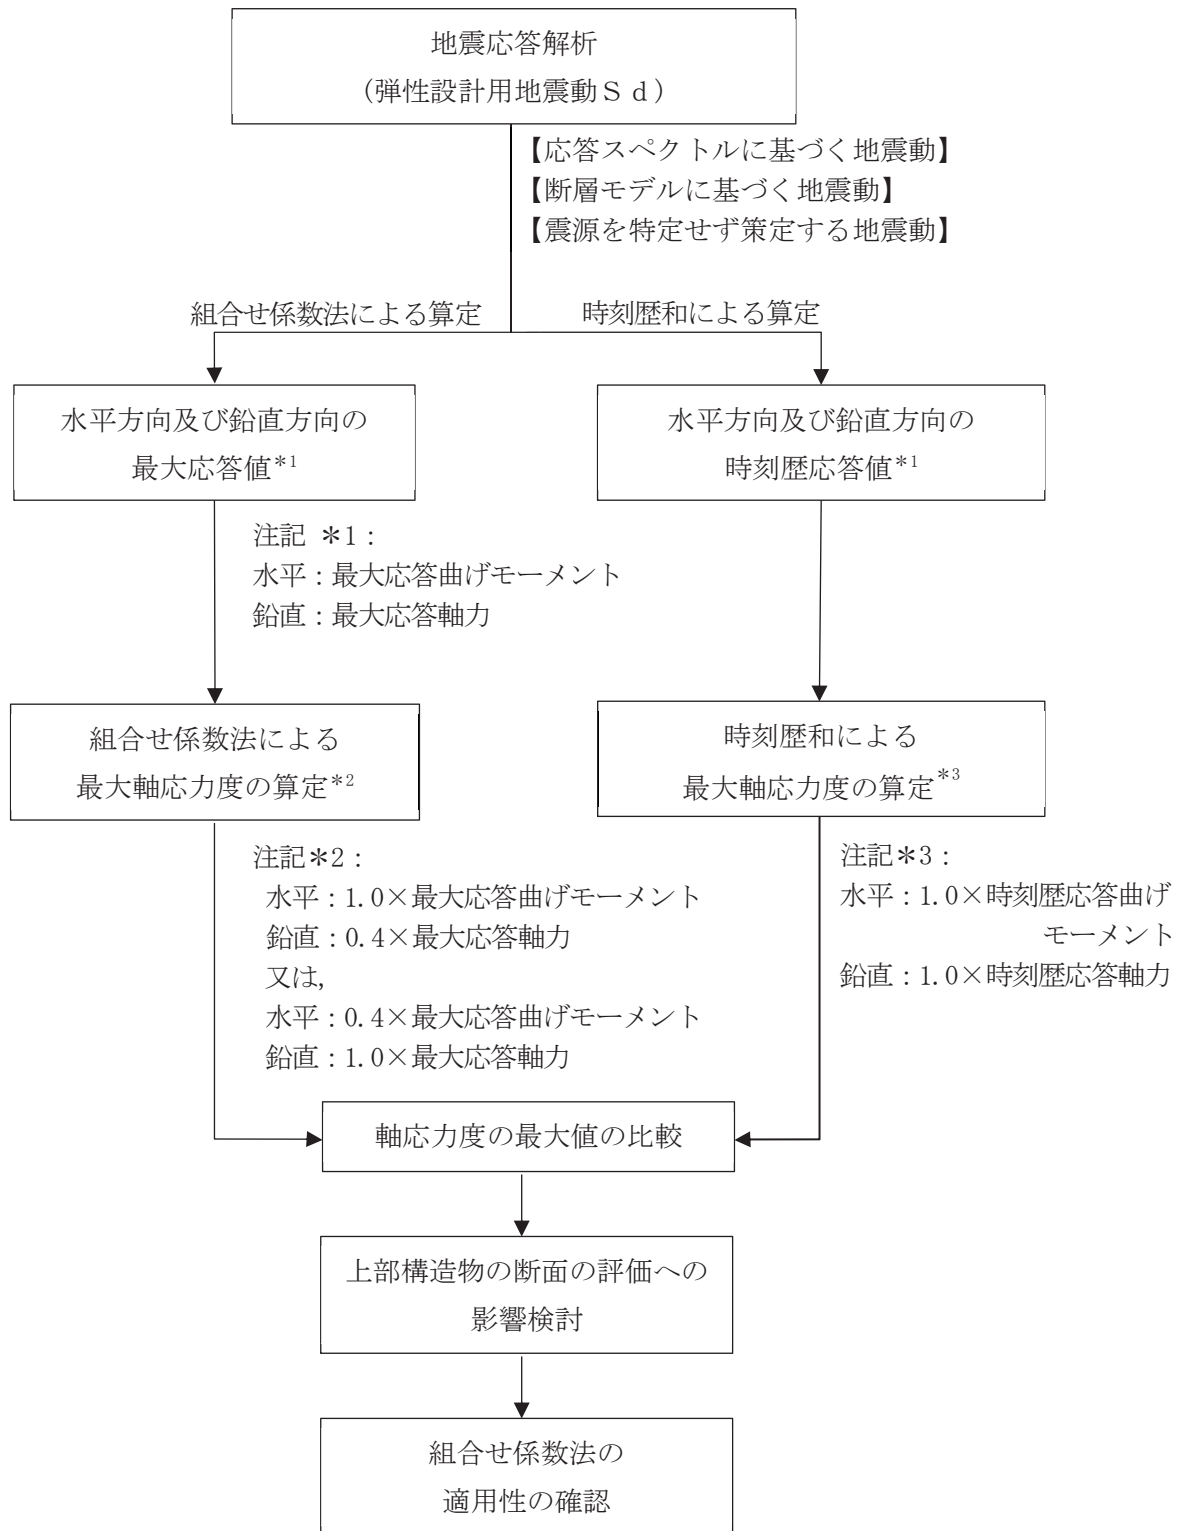 地震応答解析
（弾性設計用地震動Ｓｄ）
【応答スペクトルに基づく地震動】
【断層モデルに基づく地震動】
【震源を特定せず策定する地震動】
組合せ係数法による算定
時刻歴和による算定
水平方向及び鉛直方向の
最大応答値*1
水平方向及び鉛直方向の
時刻歴応答値*1
注記 ＊1：
水平：最大応答曲げモーメント
鉛直：最大応答軸力
組合せ係数法による
最大軸応力度の算定*2
時刻歴和による
最大軸応力度の算定*3
注記＊2：
水平：1.0×最大応答曲げモーメント
鉛直：0.4×最大応答軸力
又は，
水平：0.4×最大応答曲げモーメント
鉛直：1.0×最大応答軸力
注記＊3：
水平：1.0×時刻歴応答曲げ
モーメント
鉛直：1.0×時刻歴応答軸力
軸応力度の最大値の比較
上部構造物の断面の評価への
影響検討
組合せ係数法の
適用性の確認